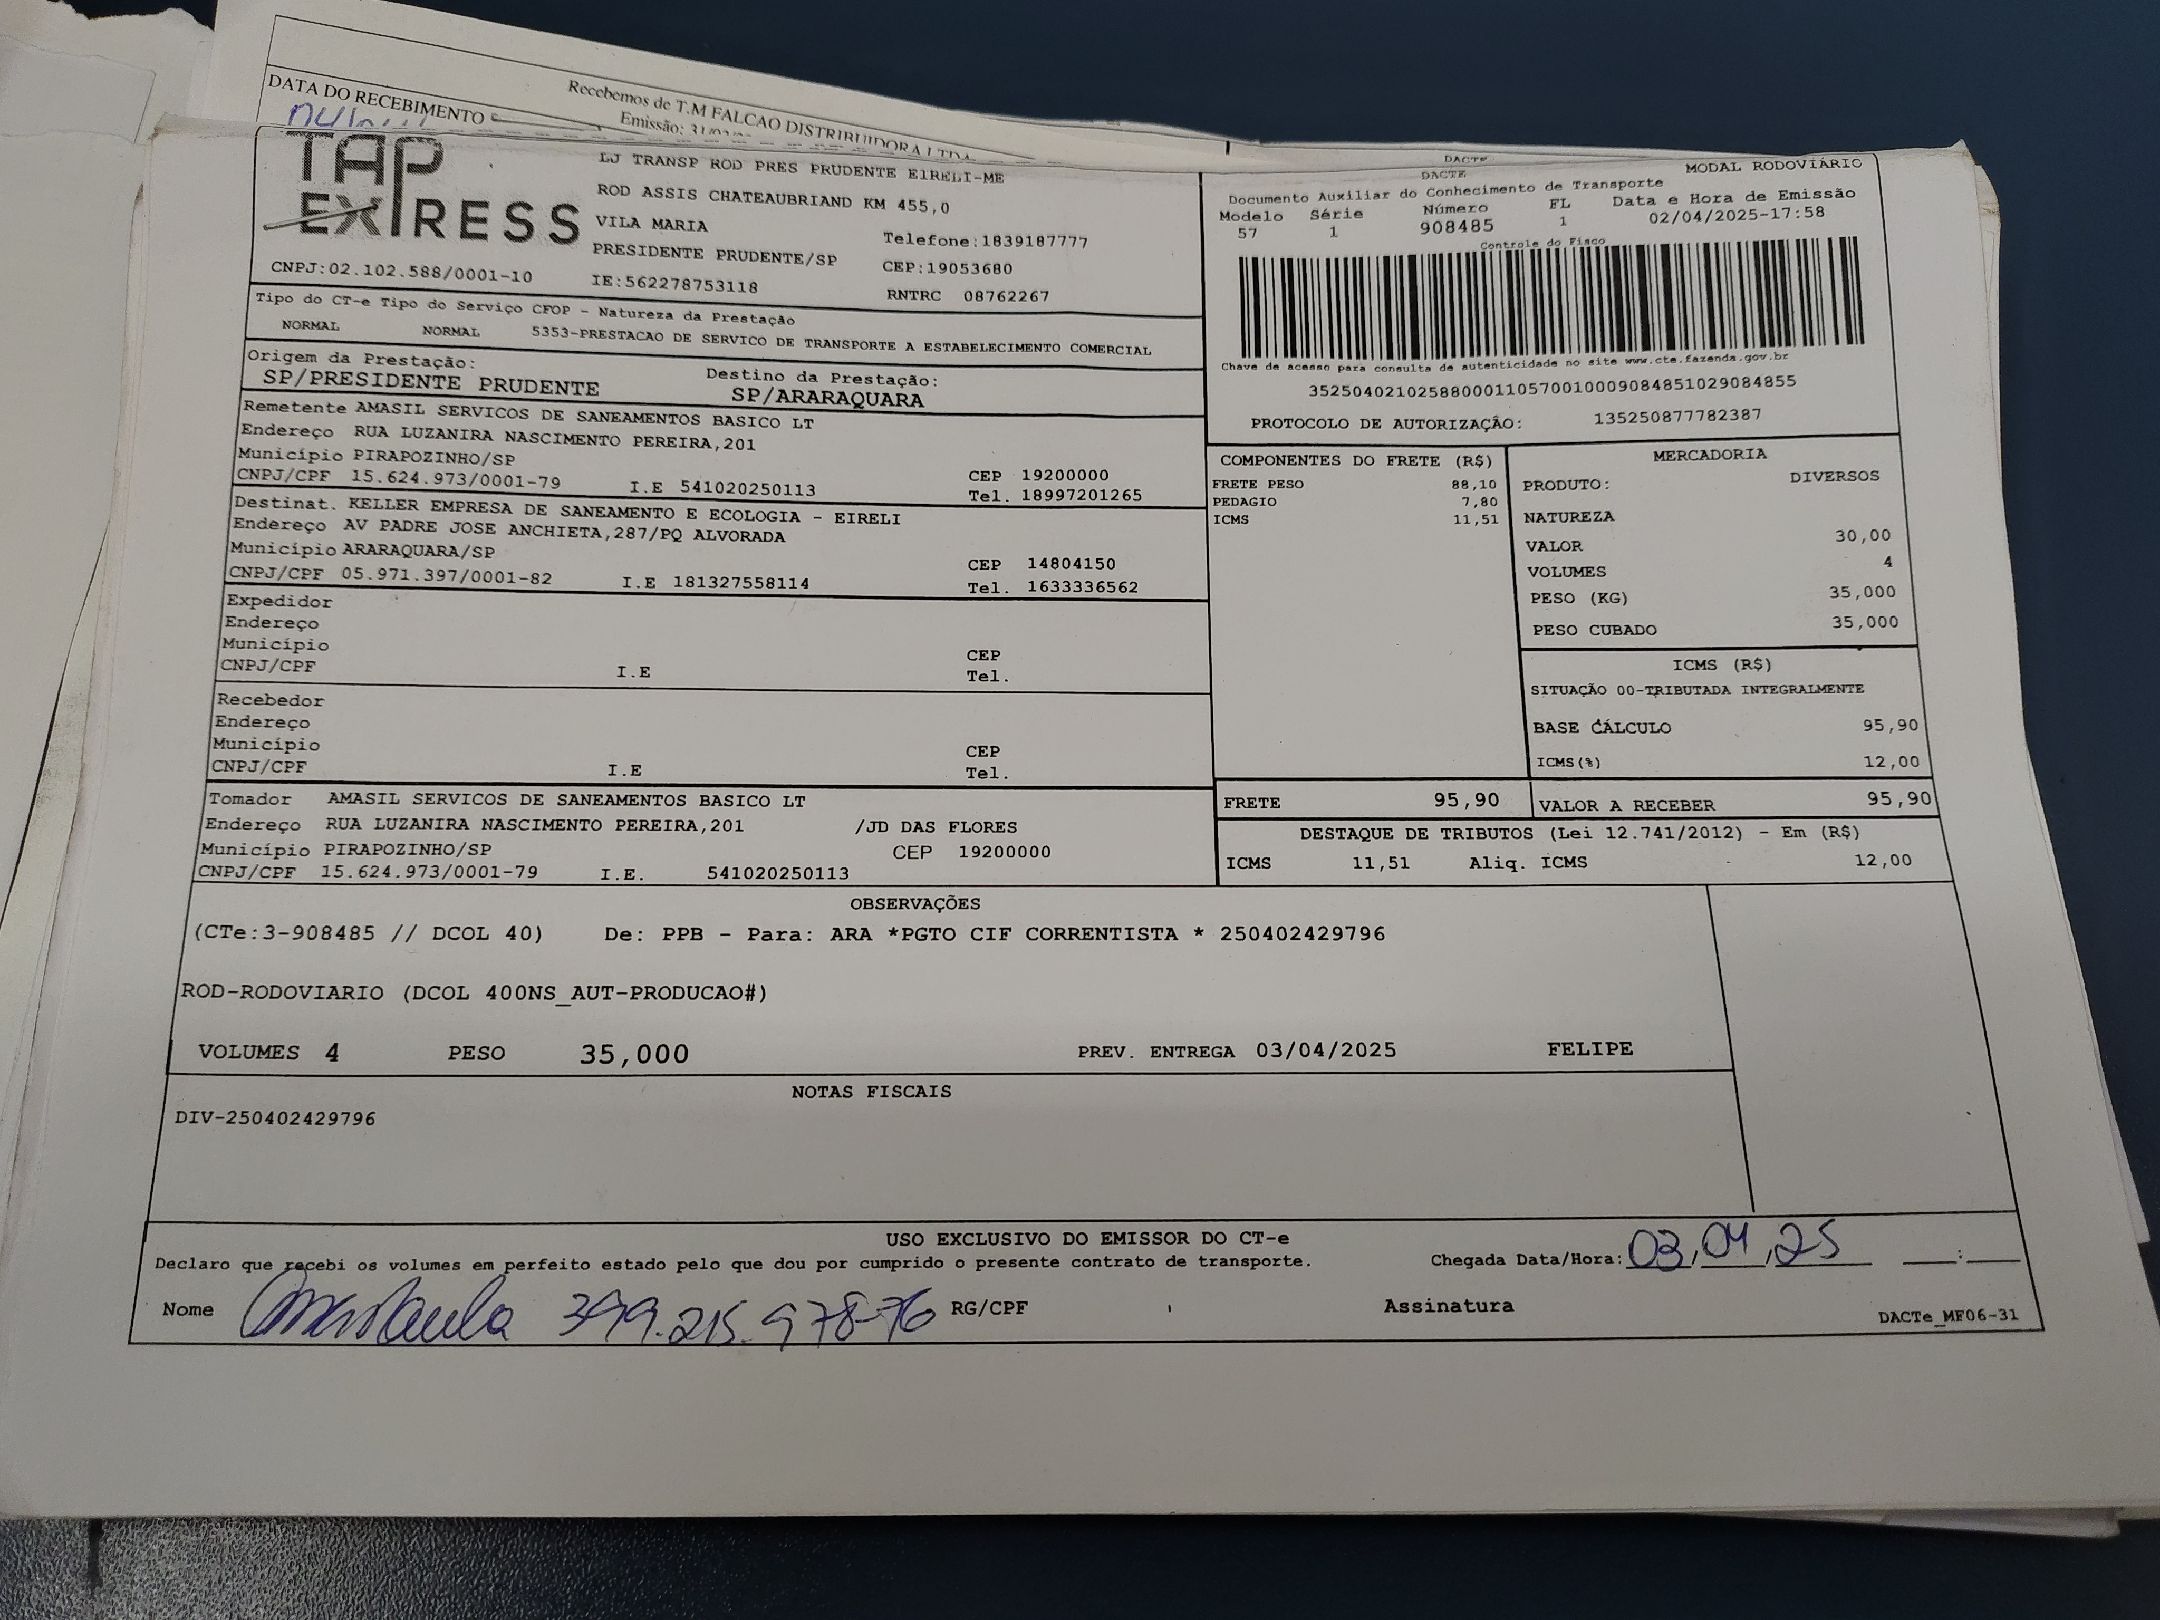 DATA DO RECEBIMENTO
Recebemos de T.M FALCAO DISTRIBUIDORA LTDA
Emissão:
TAP EXPRESS
LJ TRANSP ROD PRES PRUDENTE EIRELI-ME
ROD ASSIS CHATEAUBRIAND KM 455,0
VILA MARIA
Telefone:1839187777
PRESIDENTE PRUDENTE/SP CEP:19053680
CNPJ:02.102.588/0001-10 IE:562278753118 RNTRC 08762267
DACTE
DACTE MODAL RODOVIÁRIO
Documento Auxiliar do Conhecimento de Transporte
Modelo Série Número FL Data e Hora de Emissão
57 1 908485 1 02/04/2025-17:58
Controle do Fisco
Chave de acesso para consulta de autenticidade no site www.cte.fazenda.gov.br
35250402102588000110570010009084851029084855
PROTOCOLO DE AUTORIZAÇÃO: 135250877782387
Tipo do CT-e Tipo do Serviço CFOP - Natureza da Prestação
NORMAL NORMAL 5353-PRESTACAO DE SERVICO DE TRANSPORTE A ESTABELECIMENTO COMERCIAL
Origem da Prestação: Destino da Prestação:
SP/PRESIDENTE PRUDENTE SP/ARARAQUARA
Remetente AMASIL SERVICOS DE SANEAMENTOS BASICO LT
Endereço RUA LUZANIRA NASCIMENTO PEREIRA,201
Município PIRAPOZINHO/SP CEP 19200000
CNPJ/CPF 15.624.973/0001-79 I.E 541020250113 Tel. 18997201265
Destinat. KELLER EMPRESA DE SANEAMENTO E ECOLOGIA - EIRELI
Endereço AV PADRE JOSE ANCHIETA,287/PQ ALVORADA
Município ARARAQUARA/SP CEP 14804150
CNPJ/CPF 05.971.397/0001-82 I.E 181327558114 Tel. 1633336562
Expedidor
Endereço
Município CEP
CNPJ/CPF I.E Tel.
Recebedor
Endereço
Município CEP
CNPJ/CPF I.E Tel.
Tomador AMASIL SERVICOS DE SANEAMENTOS BASICO LT
Endereço RUA LUZANIRA NASCIMENTO PEREIRA,201 /JD DAS FLORES
Município PIRAPOZINHO/SP CEP 19200000
CNPJ/CPF 15.624.973/0001-79 I.E. 541020250113
COMPONENTES DO FRETE (R$)
FRETE PESO 88,10
PEDAGIO 7,80
ICMS 11,51
MERCADORIA
PRODUTO: DIVERSOS
NATUREZA
VALOR 30,00
VOLUMES 4
PESO (KG) 35,000
PESO CUBADO 35,000
ICMS (R$)
SITUAÇÃO 00-TRIBUTADA INTEGRALMENTE
BASE CÁLCULO 95,90
ICMS(%) 12,00
FRETE 95,90 VALOR A RECEBER 95,90
DESTAQUE DE TRIBUTOS (Lei 12.741/2012) - Em (R$)
ICMS 11,51 Aliq. ICMS 12,00
OBSERVAÇÕES
(CTe:3-908485 // DCOL 40) De: PPB - Para: ARA *PGTO CIF CORRENTISTA * 250402429796
ROD-RODOVIARIO (DCOL 400NS_AUT-PRODUCAO#)
VOLUMES 4 PESO 35,000 PREV. ENTREGA 03/04/2025 FELIPE
NOTAS FISCAIS
DIV-250402429796
USO EXCLUSIVO DO EMISSOR DO CT-e
Declaro que recebi os volumes em perfeito estado pelo que dou por cumprido o presente contrato de transporte. Chegada Data/Hora: 03,04,25 :
Nome Ana Paula 399.215.978-76 RG/CPF Assinatura
DACTe_MF06-31